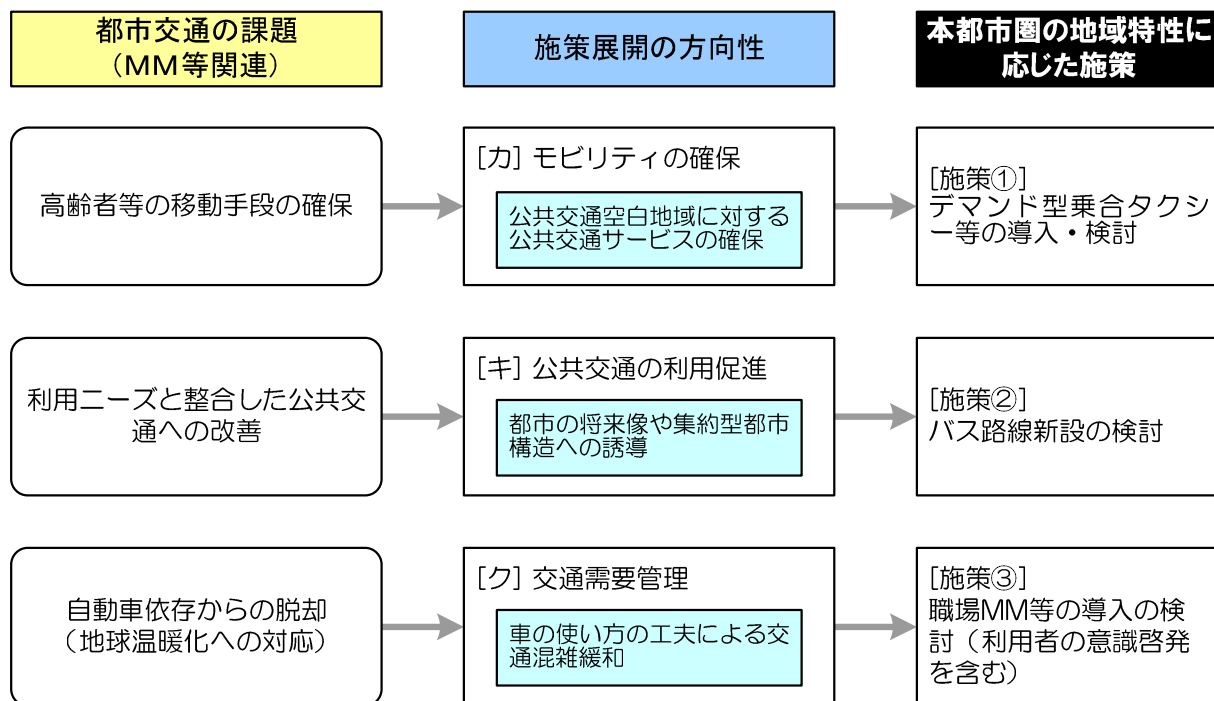 都市交通の課題
（MM等関連）
施策展開の方向性
本都市圏の地域特性に
応じた施策
高齢者等の移動手段の確保
[カ] モビリティの確保
公共交通空白地域に対する
公共交通サービスの確保
[施策①]
デマンド型乗合タクシ
ー等の導入・検討
利用ニーズと整合した公共交
通への改善
[キ] 公共交通の利用促進
都市の将来像や集約型都市
構造への誘導
[施策②]
バス路線新設の検討
自動車依存からの脱却
（地球温暖化への対応）
[ク] 交通需要管理
車の使い方の工夫による交
通混雑緩和
[施策③]
職場MM等の導入の検
討（利用者の意識啓発
を含む）